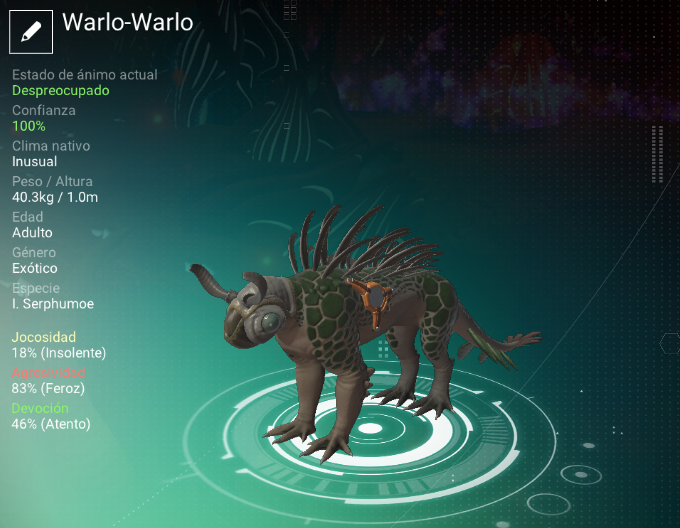 Warlo-Warlo
Estado de ánimo actual
Despreocupado
Confianza
100%
Clima nativo
Inusual
Peso / Altura
40.3kg / 1.0m
Edad
Adulto
Género
Exótico
Especie
I. Serphumoe
Jocosidad
18% (Insolente)
Agresividad
83% (Feroz)
Devoción
46% (Atento)